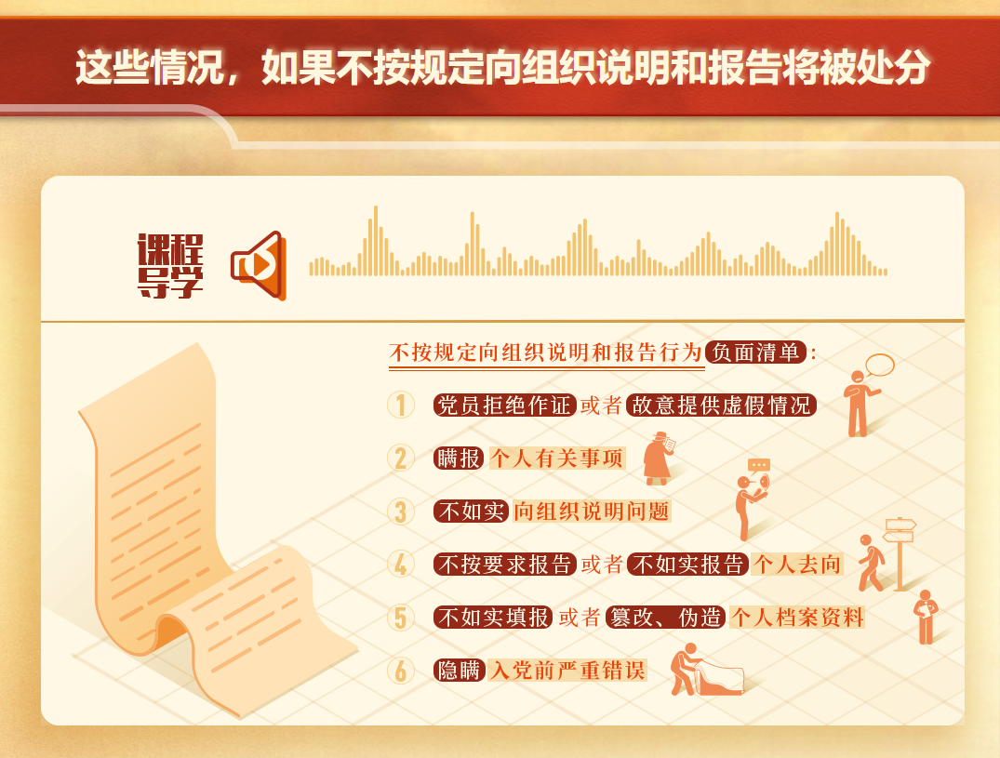 这些情况，如果不按规定向组织说明和报告将被处分
课程
导学
不按规定向组织说明和报告行为负面清单：
1 党员拒绝作证或者故意提供虚假情况
2 瞒报个人有关事项
3 不如实向组织说明问题
4 不按要求报告或者不如实报告个人去向
5 不如实填报或者篡改、伪造个人档案资料
6 隐瞒入党前严重错误